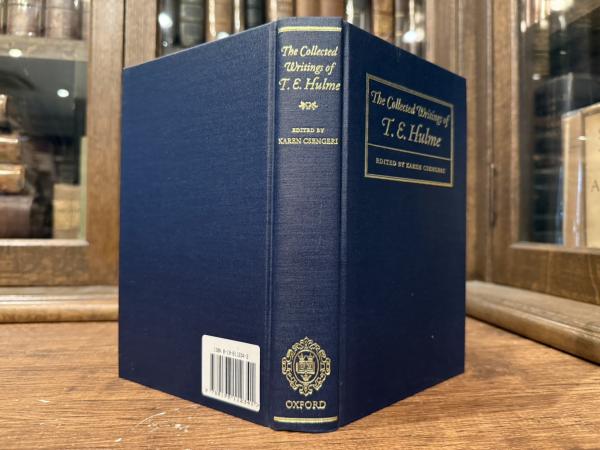 The Collected
Writings of
T. E. Hulme
EDITED BY
KAREN CSENGERI
OXFORD
The Collected Writings of
T. E. Hulme
EDITED BY KAREN CSENGERI